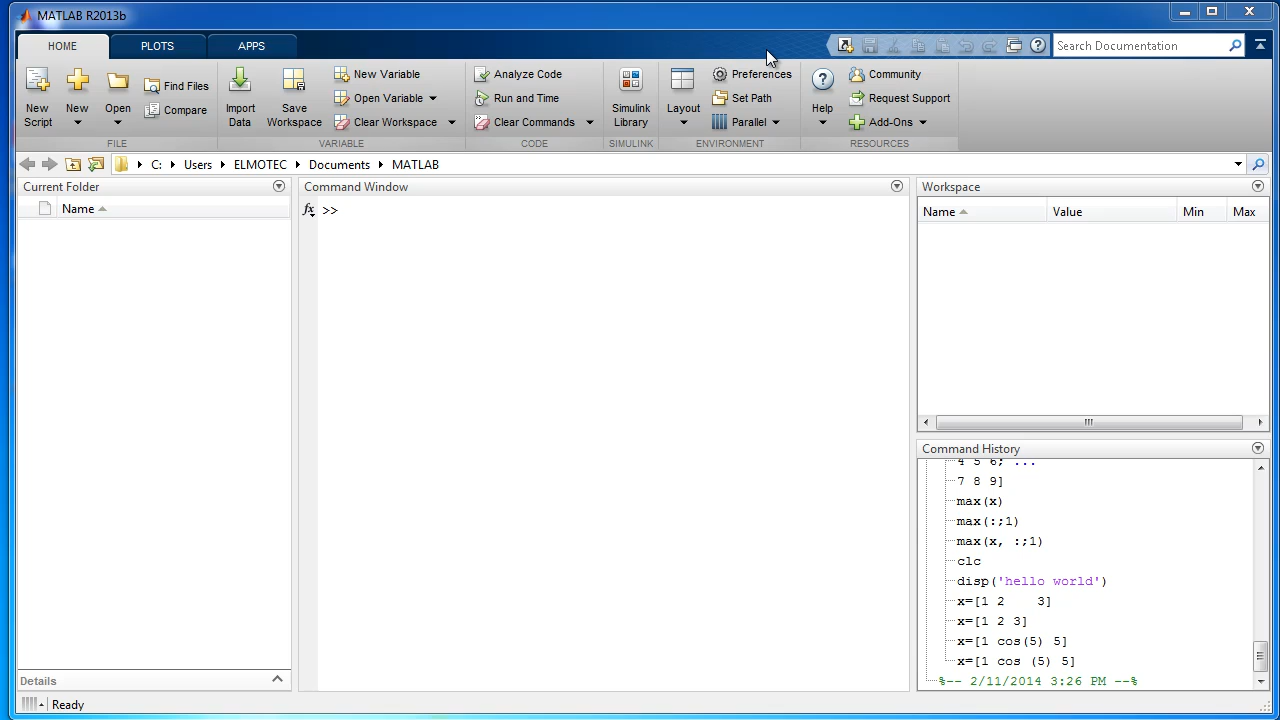 MATLAB R2013b
HOME PLOTS APPS
Search Documentation
New Script
New
Open
Find Files
Compare
FILE
Import Data
Save Workspace
New Variable
Open Variable
Clear Workspace
VARIABLE
Analyze Code
Run and Time
Clear Commands
CODE
Simulink Library
SIMULINK
Layout
Preferences
Set Path
Parallel
ENVIRONMENT
Help
Community
Request Support
Add-Ons
RESOURCES
C: Users ELMOTEC Documents MATLAB
Current Folder
Name
Details
Command Window
fx >>
Workspace
Name Value Min Max
Command History
4 5 6; ...
7 8 9]
max(x)
max(:;1)
max(x, :;1)
clc
disp('hello world')
x=[1 2    3]
x=[1 2 3]
x=[1 cos(5) 5]
x=[1 cos (5) 5]
%-- 2/11/2014 3:26 PM --%
Ready